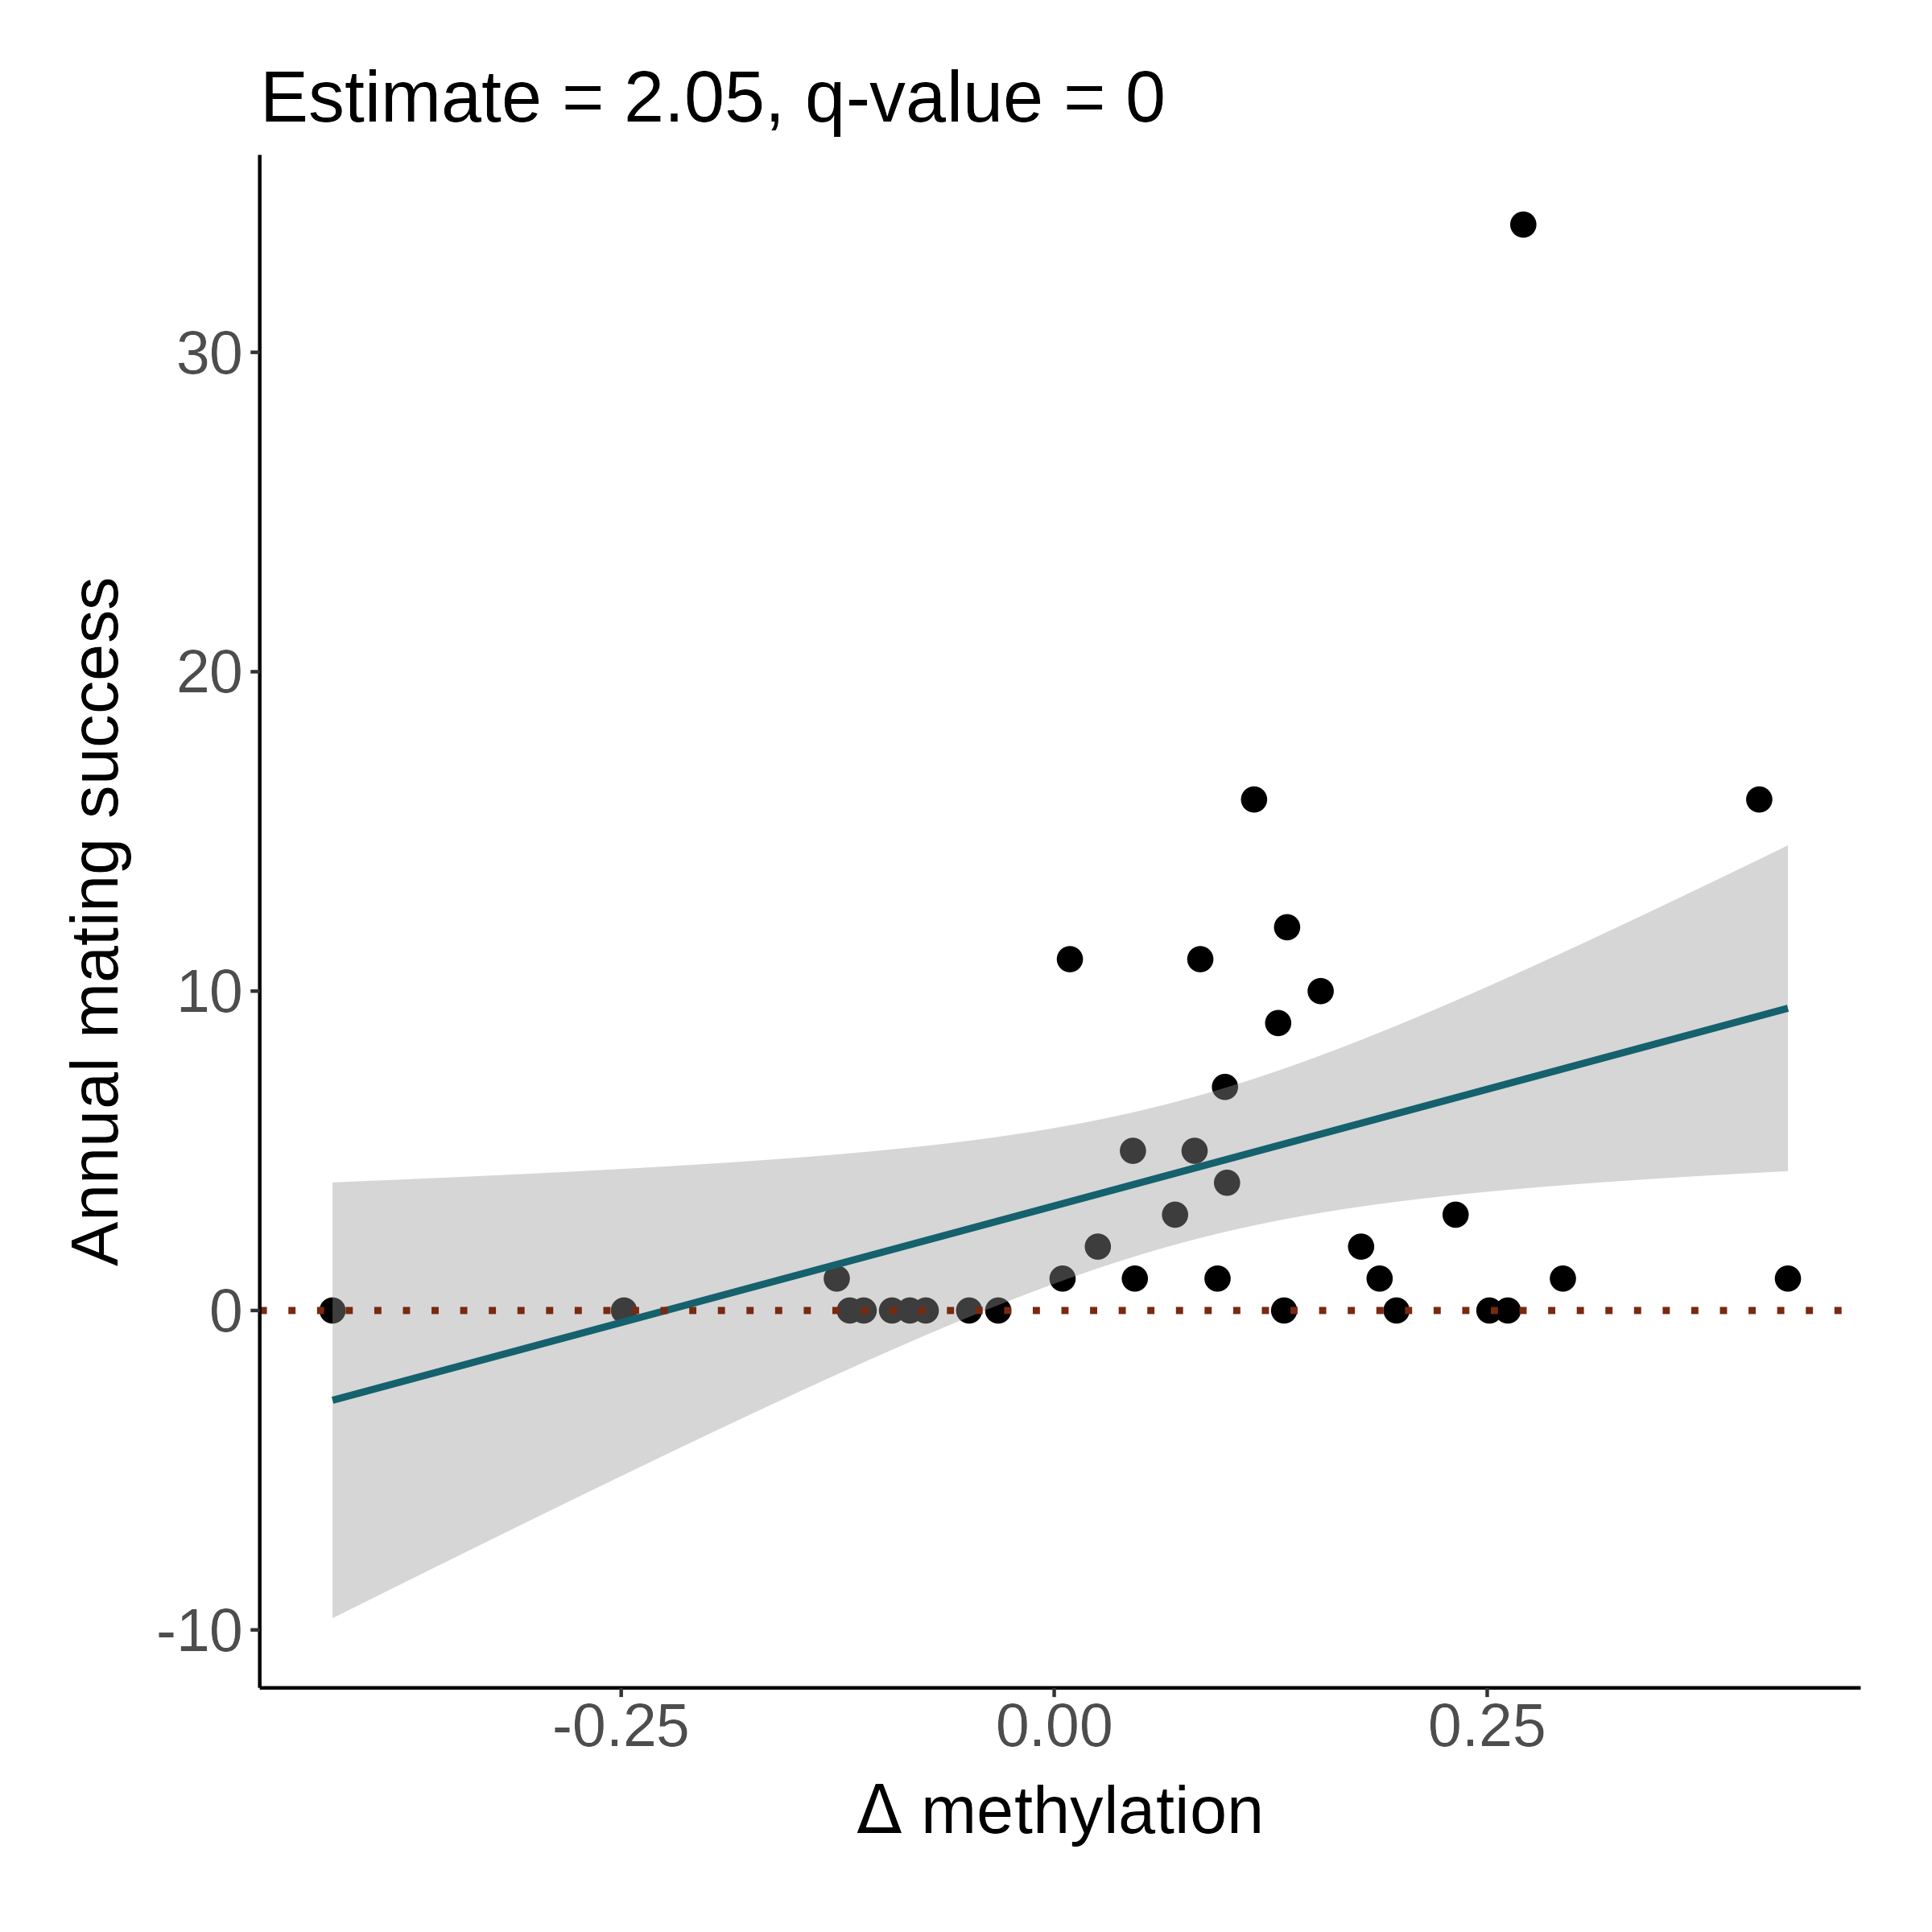 Estimate = 2.05, q-value = 0
Annual mating success
30
20
10
0
-10
-0.25
0.00
0.25
Δ methylation